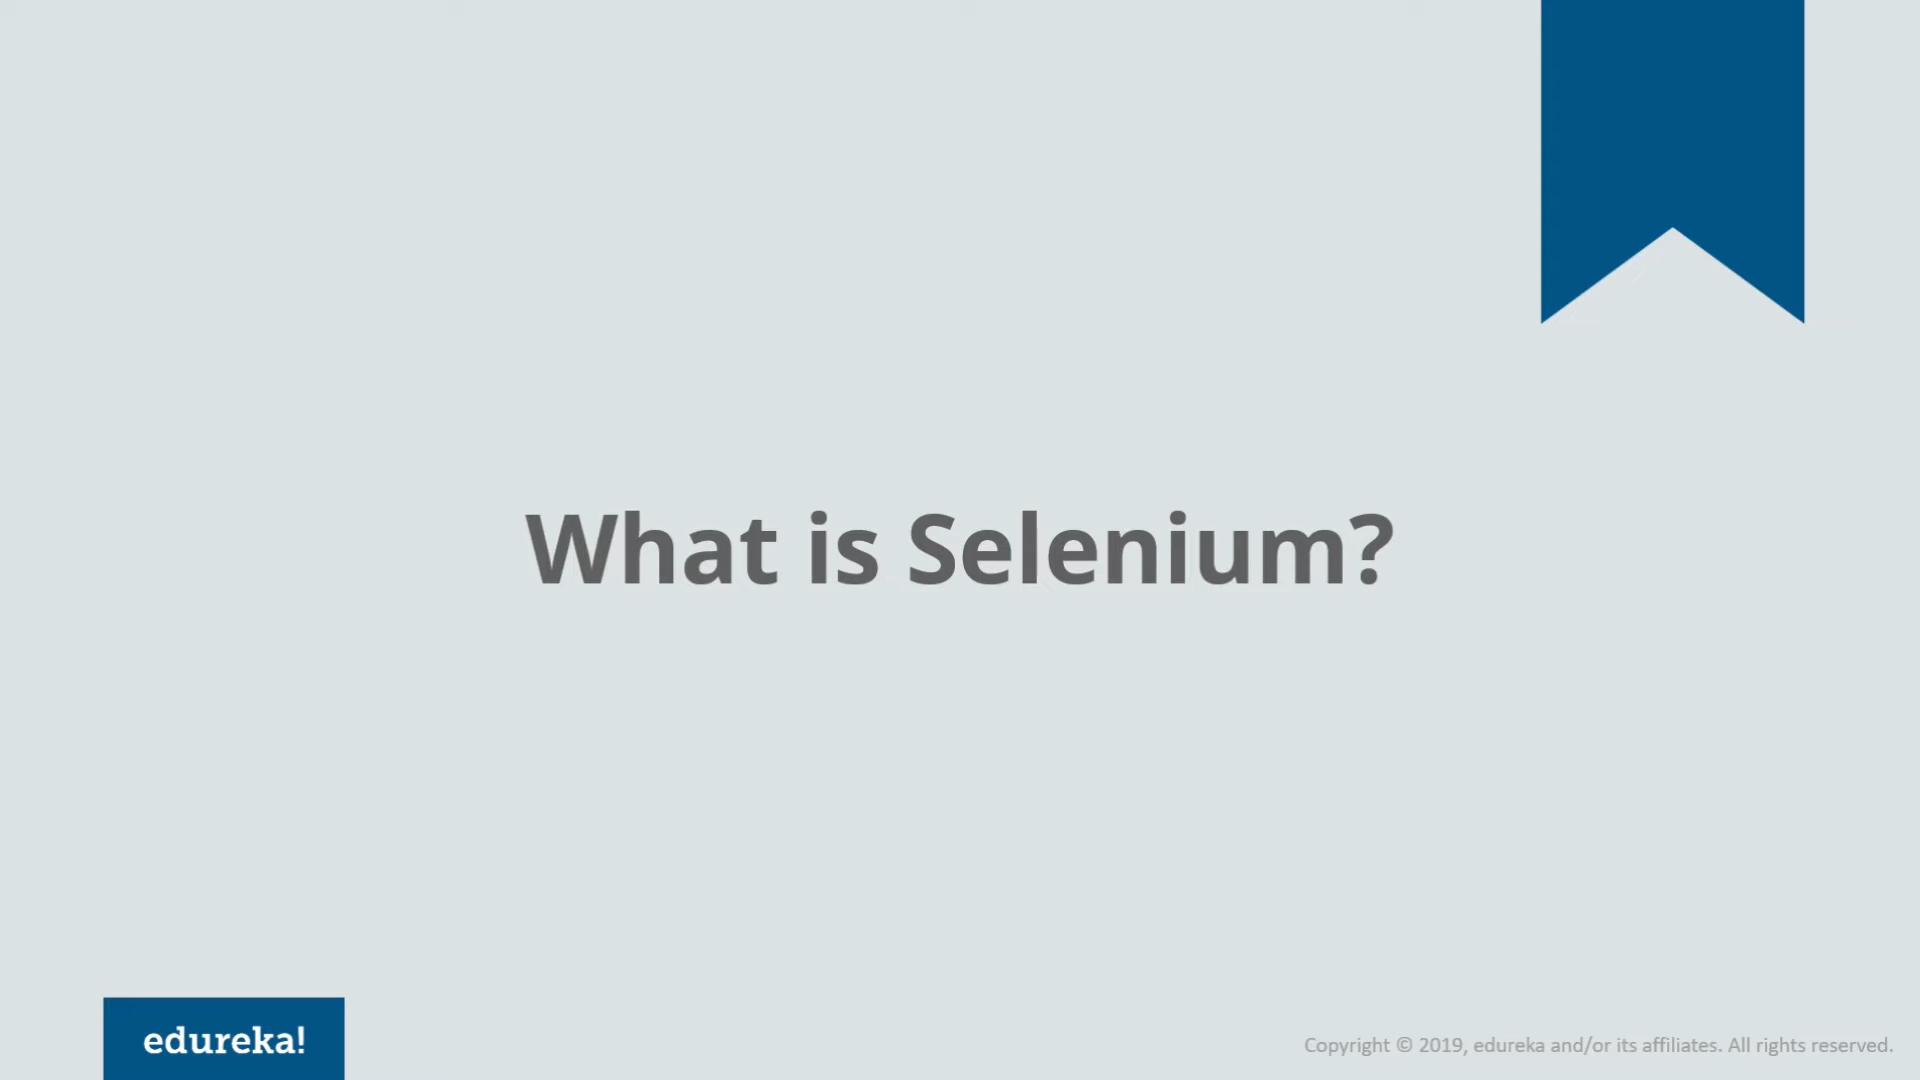 What is Selenium?
edureka!
Copyright © 2019, edureka and/or its affiliates. All rights reserved.